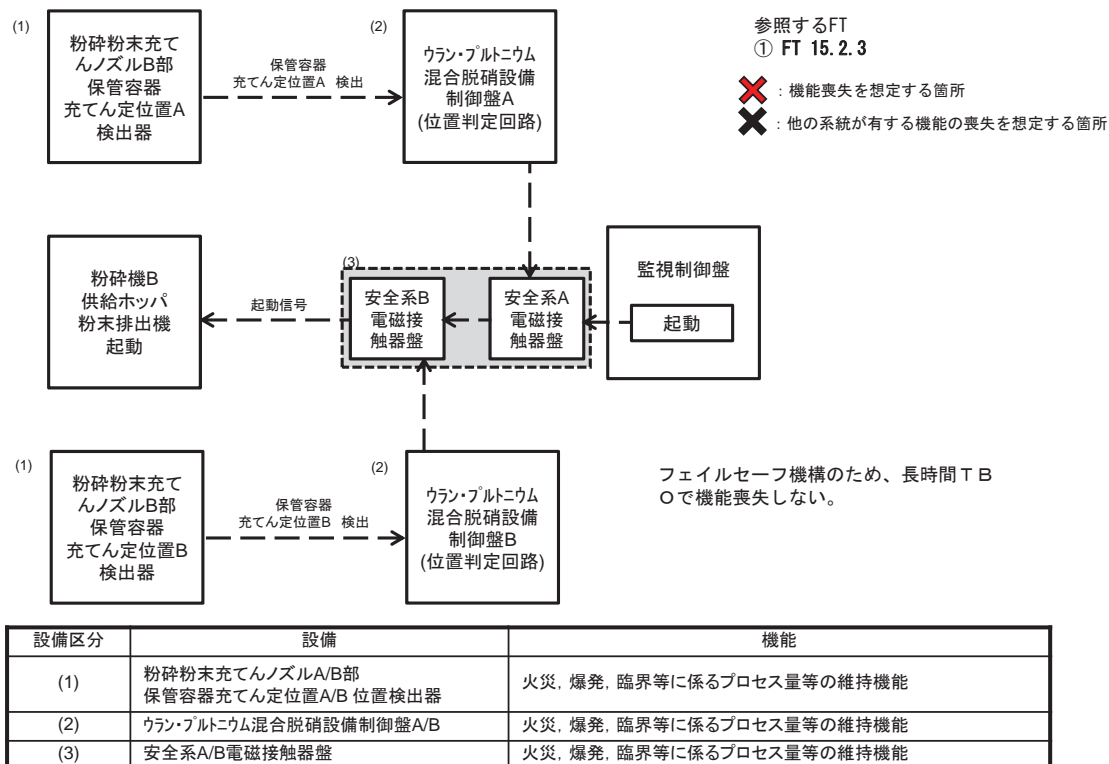 (1)
粉砕粉末充て
んノズルB部
保管容器
充てん定位置A
検出器
保管容器
充てん定位置A 検出
(2)
ウラン・プルトニウム
混合脱硝設備
制御盤A
(位置判定回路)
参照するFT
① FT 15.2.3
：機能喪失を想定する箇所
：他の系統が有する機能の喪失を想定する箇所
粉砕機B
供給ホッパ
粉末排出機
起動
起動信号
(3)
安全系B
電磁接
触器盤
安全系A
電磁接
触器盤
監視制御盤
起動
(1)
粉砕粉末充て
んノズルB部
保管容器
充てん定位置B
検出器
保管容器
充てん定位置B 検出
(2)
ウラン・プルトニウム
混合脱硝設備
制御盤B
(位置判定回路)
フェイルセーフ機構のため、長時間ＴＢ
Ｏで機能喪失しない。
設備区分 設備 機能
(1) 粉砕粉末充てんノズルA/B部
保管容器充てん定位置A/B 位置検出器 火災, 爆発, 臨界等に係るプロセス量等の維持機能
(2) ウラン・プルトニウム混合脱硝設備制御盤A/B 火災, 爆発, 臨界等に係るプロセス量等の維持機能
(3) 安全系A/B電磁接触器盤 火災, 爆発, 臨界等に係るプロセス量等の維持機能